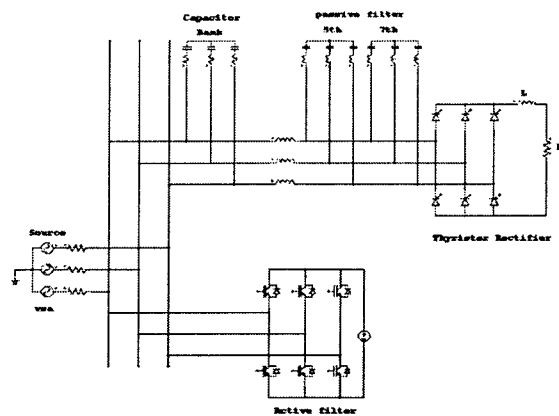 Capacitor
Bank
passive filter
5th
7th
L
Thyristor Rectifier
Source
vsa
Active filter